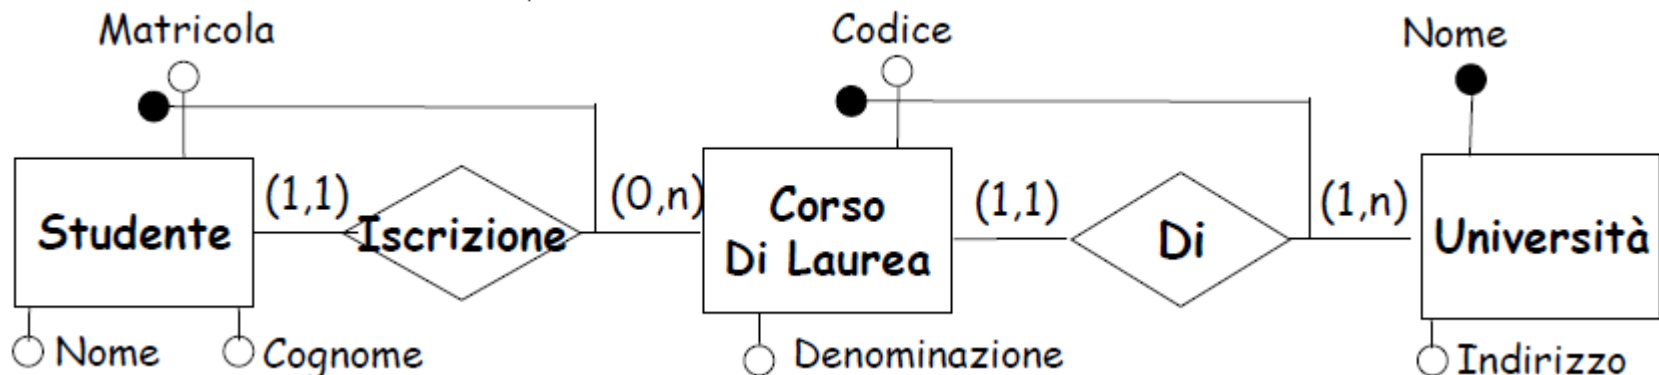 Matricola
Codice
Nome
(1,1)
(0,n)
(1,1)
(1,n)
Studente
Iscrizione
Corso
Di Laurea
Di
Università
Nome
Cognome
Denominazione
Indirizzo